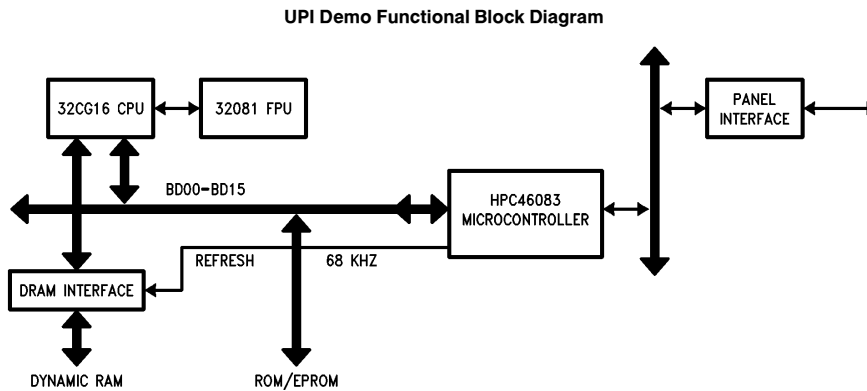 UPI Demo Functional Block Diagram
32CG16 CPU
32081 FPU
PANEL
INTERFACE
BD00-BD15
HPC46083
MICROCONTROLLER
REFRESH
68 KHZ
DRAM INTERFACE
DYNAMIC RAM
ROM/EPROM